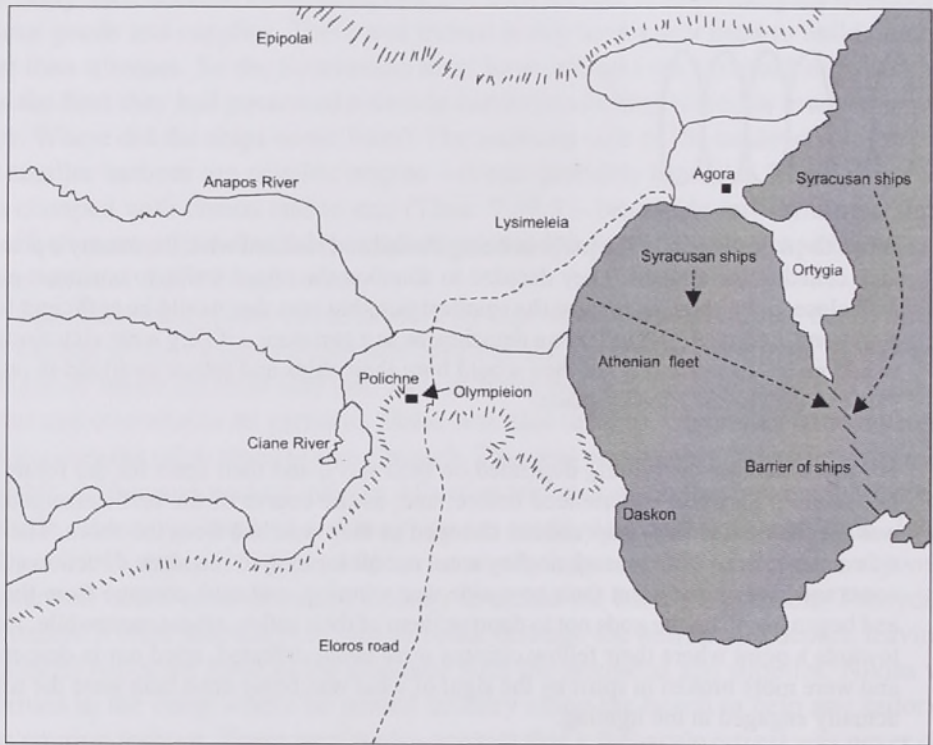 Epipolai
Anapos River
Agora
Syracusan ships
Lysimeleia
Syracusan ships
Ortygia
Athenian fleet
Polichne
Olympieion
Ciane River
Barrier of ships
Daskon
Eloros road